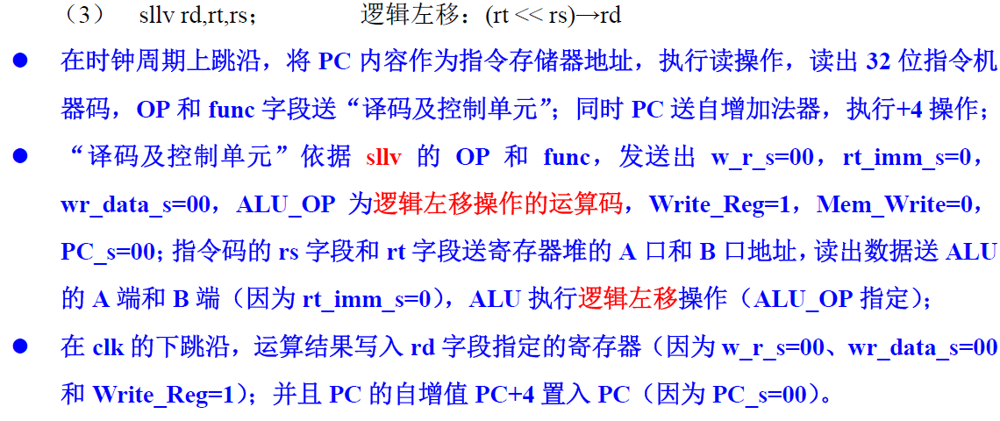 (3) sllv rd,rt,rs; 逻辑左移:(rt << rs)→rd
● 在时钟周期上跳沿,将 PC 内容作为指令存储器地址,执行读操作,读出 32 位指令机
器码,OP 和 func 字段送“译码及控制单元”;同时 PC 送自增加法器,执行+4 操作;
● “译码及控制单元”依据 sllv 的 OP 和 func,发送出 w_r_s=00,rt_imm_s=0,
wr_data_s=00,ALU_OP 为逻辑左移操作的运算码,Write_Reg=1,Mem_Write=0,
PC_s=00;指令码的 rs 字段和 rt 字段送寄存器堆的 A 口和 B 口地址,读出数据送 ALU
的 A 端和 B 端(因为 rt_imm_s=0),ALU 执行逻辑左移操作(ALU_OP 指定);
● 在 clk 的下跳沿,运算结果写入 rd 字段指定的寄存器(因为 w_r_s=00、wr_data_s=00
和 Write_Reg=1);并且 PC 的自增值 PC+4 置入 PC(因为 PC_s=00)。